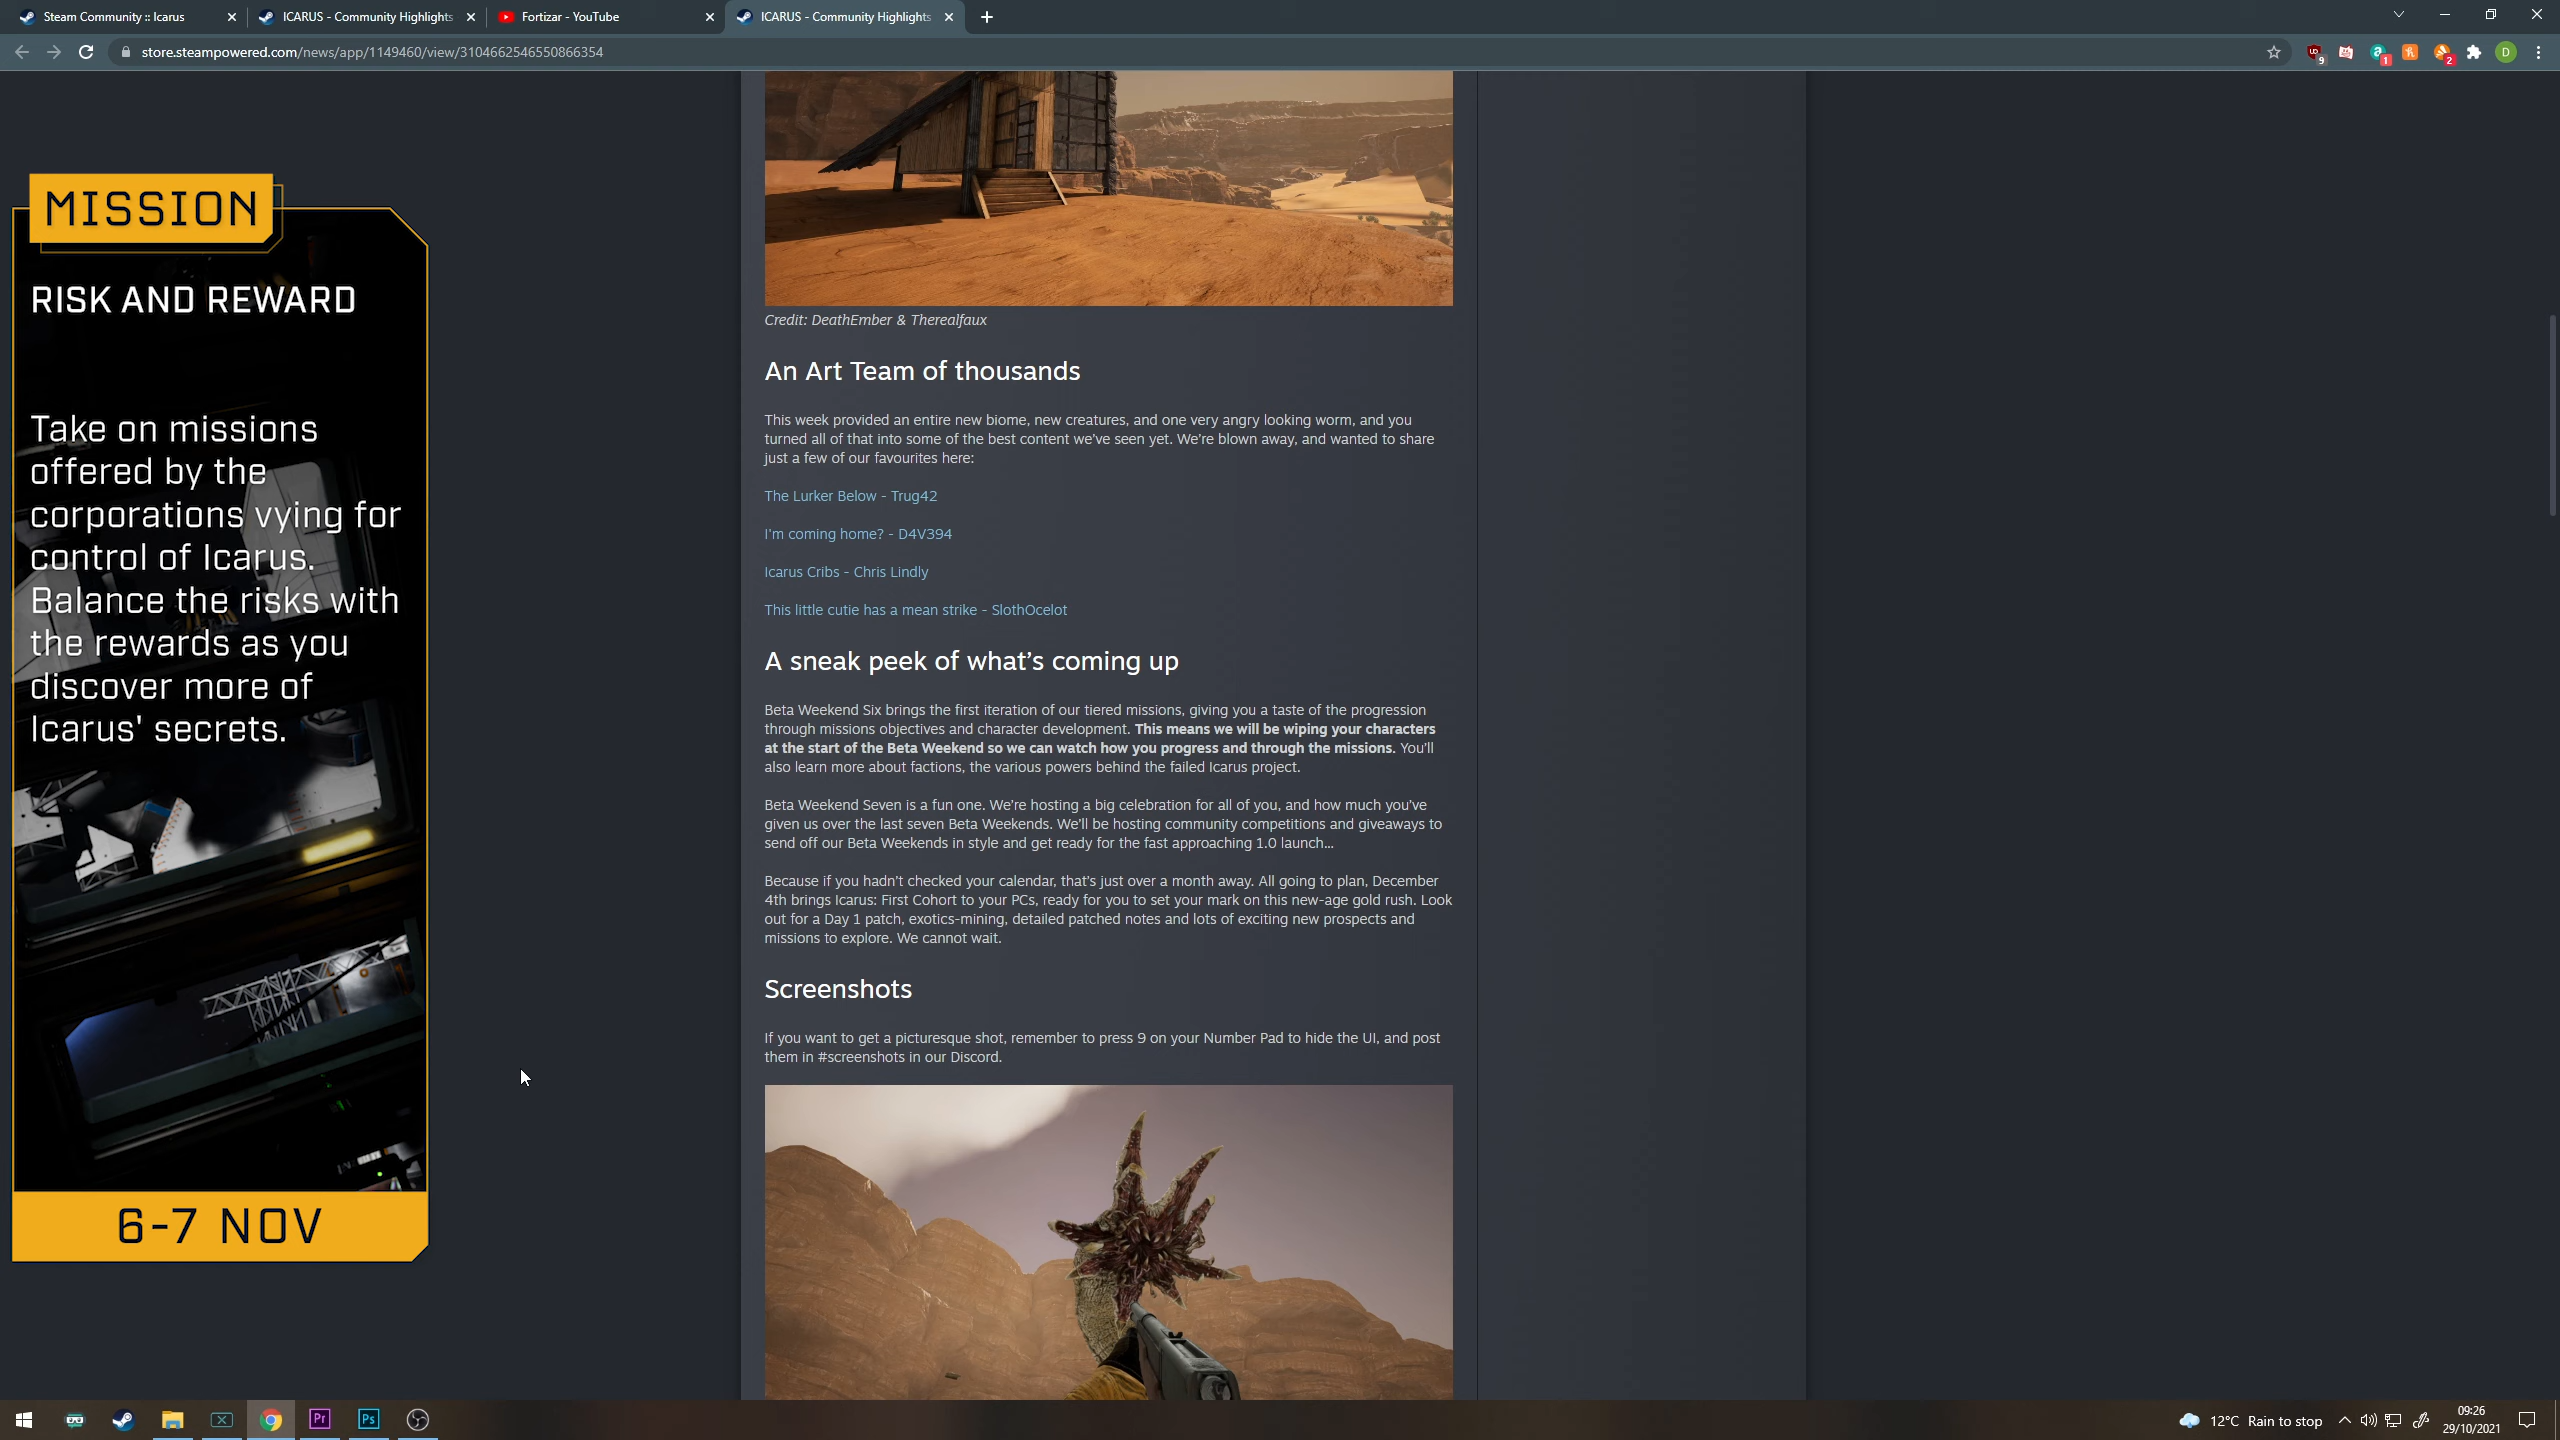 Steam Community :: Icarus
ICARUS - Community Highlights
Fortizar - YouTube
ICARUS - Community Highlights
store.steampowered.com/news/app/1149460/view/3104662546550866354
9
1
2
D
MISSION
RISK AND REWARD
Take on missions
offered by the
corporations vying for
control of Icarus.
Balance the risks with
the rewards as you
discover more of
Icarus' secrets.
6-7 NOV
Credit: DeathEmber & Therealfaux
An Art Team of thousands
This week provided an entire new biome, new creatures, and one very angry looking worm, and you
turned all of that into some of the best content we've seen yet. We're blown away, and wanted to share
just a few of our favourites here:
The Lurker Below - Trug42
I'm coming home? - D4V394
Icarus Cribs - Chris Lindly
This little cutie has a mean strike - SlothOcelot
A sneak peek of what's coming up
Beta Weekend Six brings the first iteration of our tiered missions, giving you a taste of the progression
through missions objectives and character development. This means we will be wiping your characters
at the start of the Beta Weekend so we can watch how you progress and through the missions. You'll
also learn more about factions, the various powers behind the failed Icarus project.
Beta Weekend Seven is a fun one. We're hosting a big celebration for all of you, and how much you've
given us over the last seven Beta Weekends. We'll be hosting community competitions and giveaways to
send off our Beta Weekends in style and get ready for the fast approaching 1.0 launch...
Because if you hadn't checked your calendar, that's just over a month away. All going to plan, December
4th brings Icarus: First Cohort to your PCs, ready for you to set your mark on this new-age gold rush. Look
out for a Day 1 patch, exotics-mining, detailed patched notes and lots of exciting new prospects and
missions to explore. We cannot wait.
Screenshots
If you want to get a picturesque shot, remember to press 9 on your Number Pad to hide the UI, and post
them in #screenshots in our Discord.
Pr
Ps
12°C Rain to stop
09:26
29/10/2021